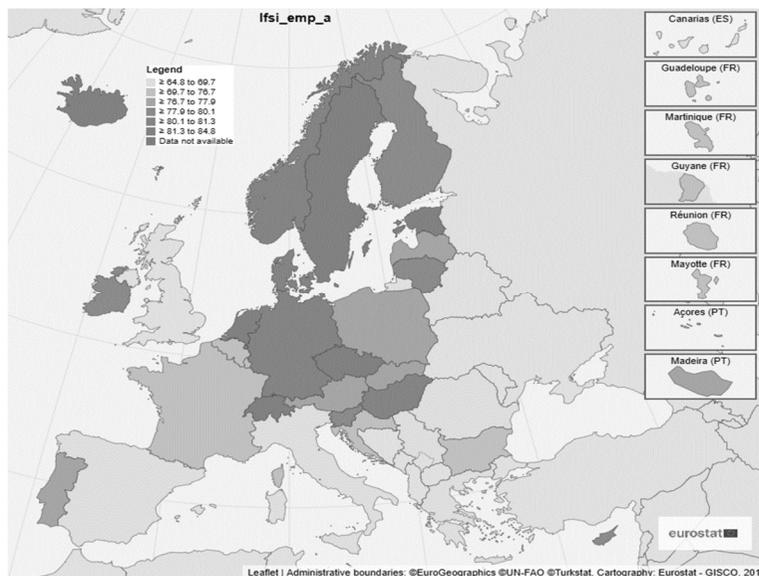 lfsi_emp_a
Legend
≥ 64.8 to 69.7
≥ 69.7 to 76.7
≥ 76.7 to 77.9
≥ 77.9 to 80.1
≥ 80.1 to 81.3
≥ 81.3 to 84.8
Data not available
Canarias (ES)
Guadeloupe (FR)
Martinique (FR)
Guyane (FR)
Réunion (FR)
Mayotte (FR)
Açores (PT)
Madeira (PT)
eurostat
Leaflet | Administrative boundaries: ©EuroGeographics ©UN-FAO ©Turkstat, Cartography: Eurostat - GISCO, 201